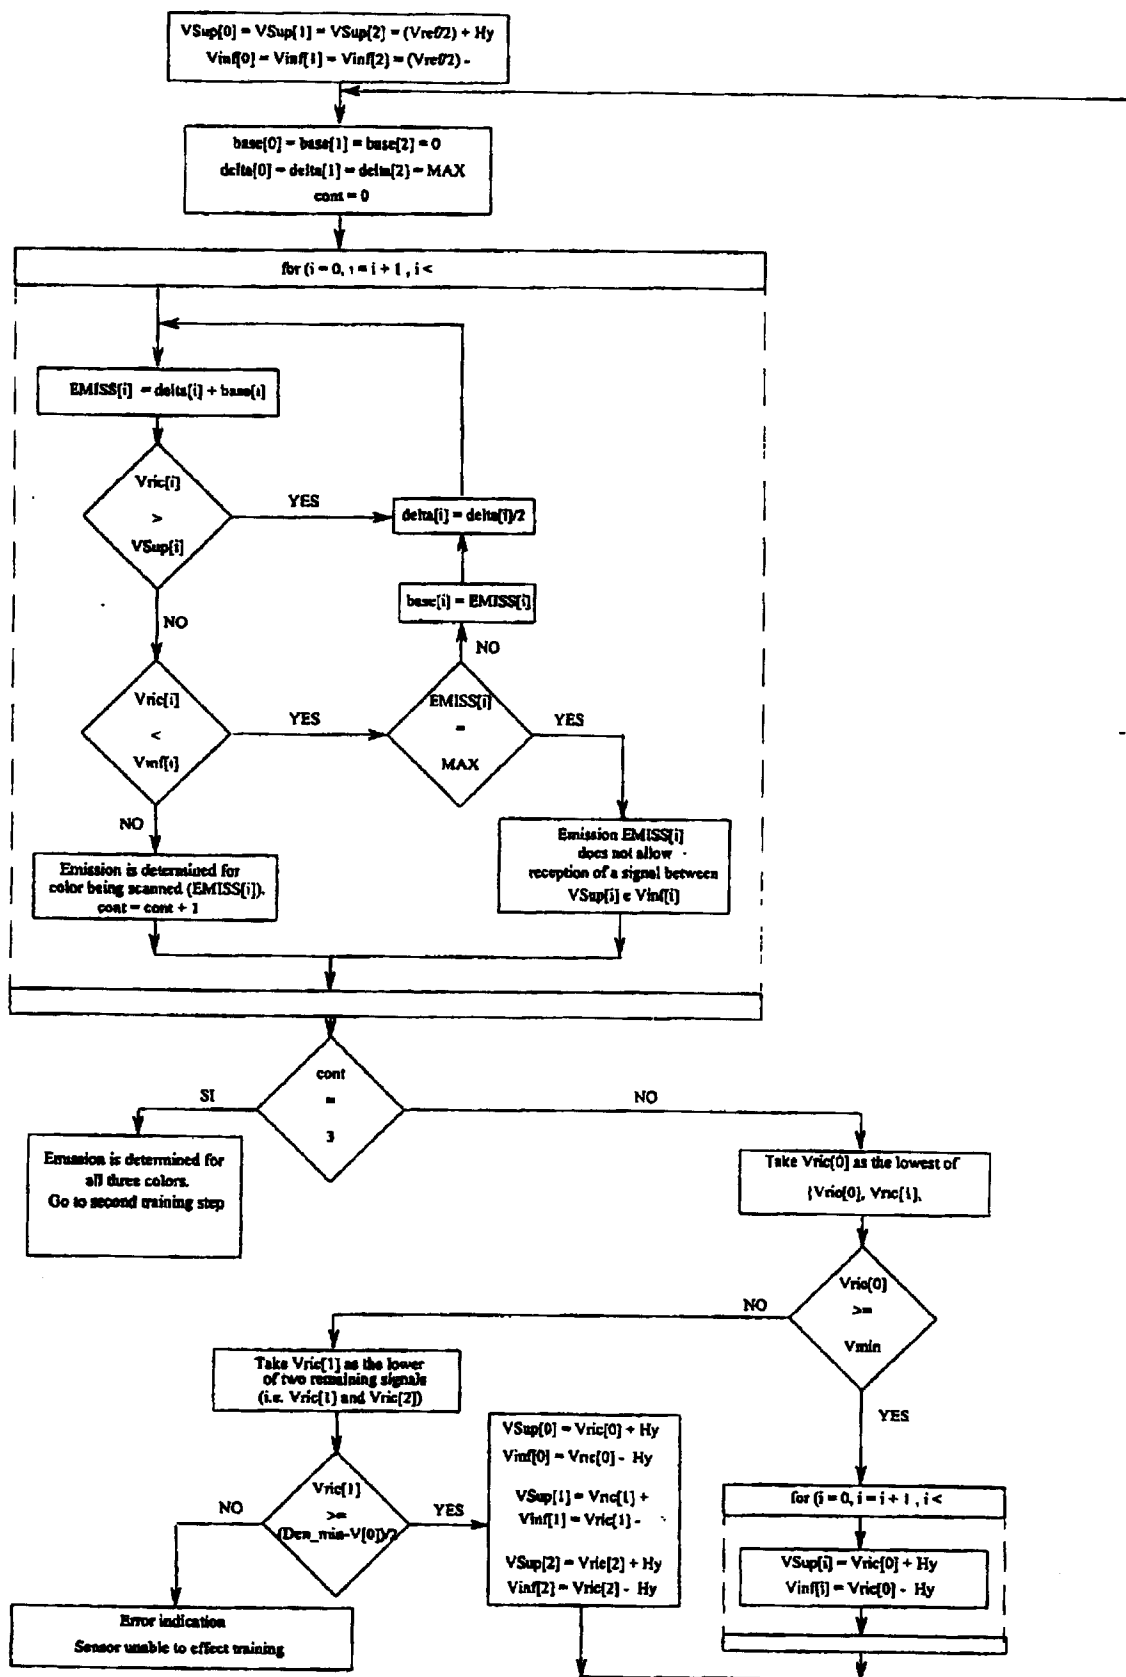 VSup[0] = VSup[1] = VSup[2] = (Vref/2) + Hy
Vinf[0] = Vinf[1] = Vinf[2] = (Vref/2) -
base[0] = base[1] = base[2] = 0
delta[0] = delta[1] = delta[2] = MAX
cont = 0
for (i = 0, i = i + 1 , i <
EMISS[i] = delta[i] + base[i]
Vric[i]
>
VSup[i]
YES
delta[i] = delta[i]/2
base[i] = EMISS[i]
NO
NO
Vric[i]
<
Vinf[i]
YES
EMISS[i]
=
MAX
YES
NO
Emission is determined for
color being scanned (EMISS[i]).
cont = cont + 1
Emission EMISS[i]
does not allow
reception of a signal between
VSup[i] e Vinf[i]
cont
=
3
SI
NO
Emission is determined for
all three colors.
Go to second training step
Take Vric[0] as the lowest of
{Vric[0], Vric[1],
Vric[0]
>=
Vmin
NO
YES
Take Vric[1] as the lower
of two remaining signals
(i.e. Vric[1] and Vric[2])
Vric[1]
>=
(Den_min-V[0])/2
NO
YES
VSup[0] = Vric[0] + Hy
Vinf[0] = Vric[0] - Hy
VSup[1] = Vric[1] +
Vinf[1] = Vric[1] -
VSup[2] = Vric[2] + Hy
Vinf[2] = Vric[2] - Hy
for (i = 0, i = i + 1 , i <
VSup[i] = Vric[0] + Hy
Vinf[i] = Vric[0] - Hy
Error indication
Sensor unable to effect training